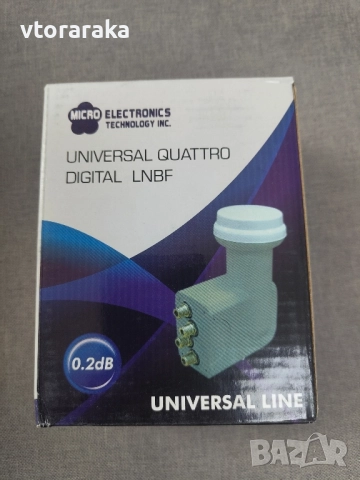 vtoraraka
MICRO ELECTRONICS
TECHNOLOGY INC.
UNIVERSAL QUATTRO
DIGITAL LNBF
0.2dB
UNIVERSAL LINE
BAZAR